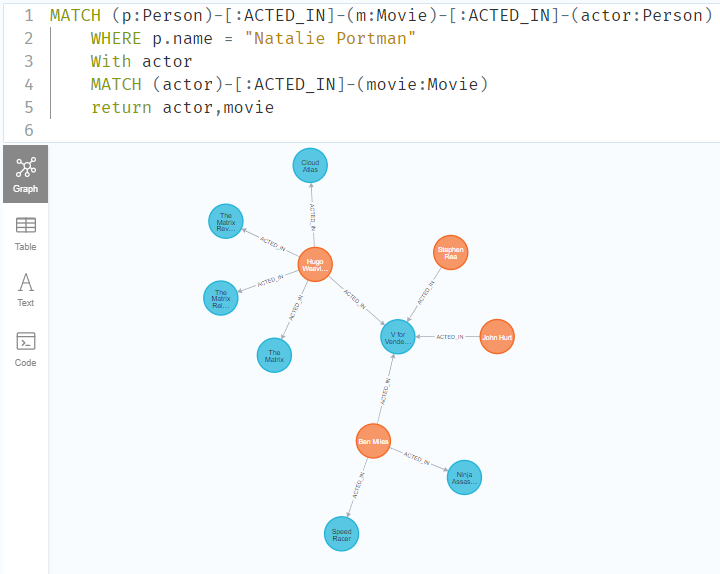 1 MATCH (p:Person)-[:ACTED_IN]-(m:Movie)-[:ACTED_IN]-(actor:Person)
2 WHERE p.name = "Natalie Portman"
3 With actor
4 MATCH (actor)-[:ACTED_IN]-(movie:Movie)
5 return actor,movie
6
Graph
Table
Text
Code
Cloud
Atlas
ACTED_IN
The
Matrix
Rev...
ACTED_IN
Hugo
Weavi...
Stephen
Rea
ACTED_IN
The
Matrix
Rel...
ACTED_IN
ACTED_IN
ACTED_IN
The
Matrix
V for
Vende...
ACTED_IN
John Hurt
ACTED_IN
Ben Miles
ACTED_IN
Ninja
Assas...
ACTED_IN
Speed
Racer